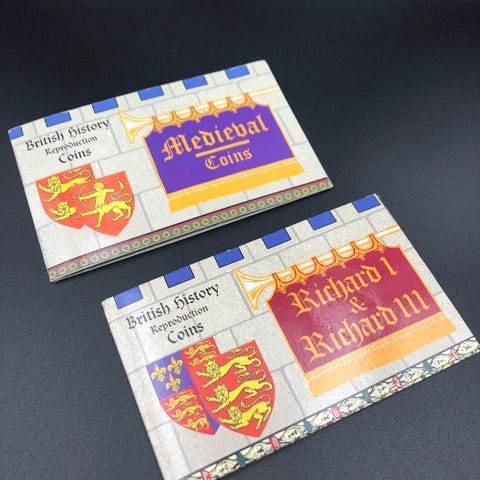 British History
Reproduction
Coins
Medieval
Coins
British History
Reproduction
Coins
Richard I
&
Richard III